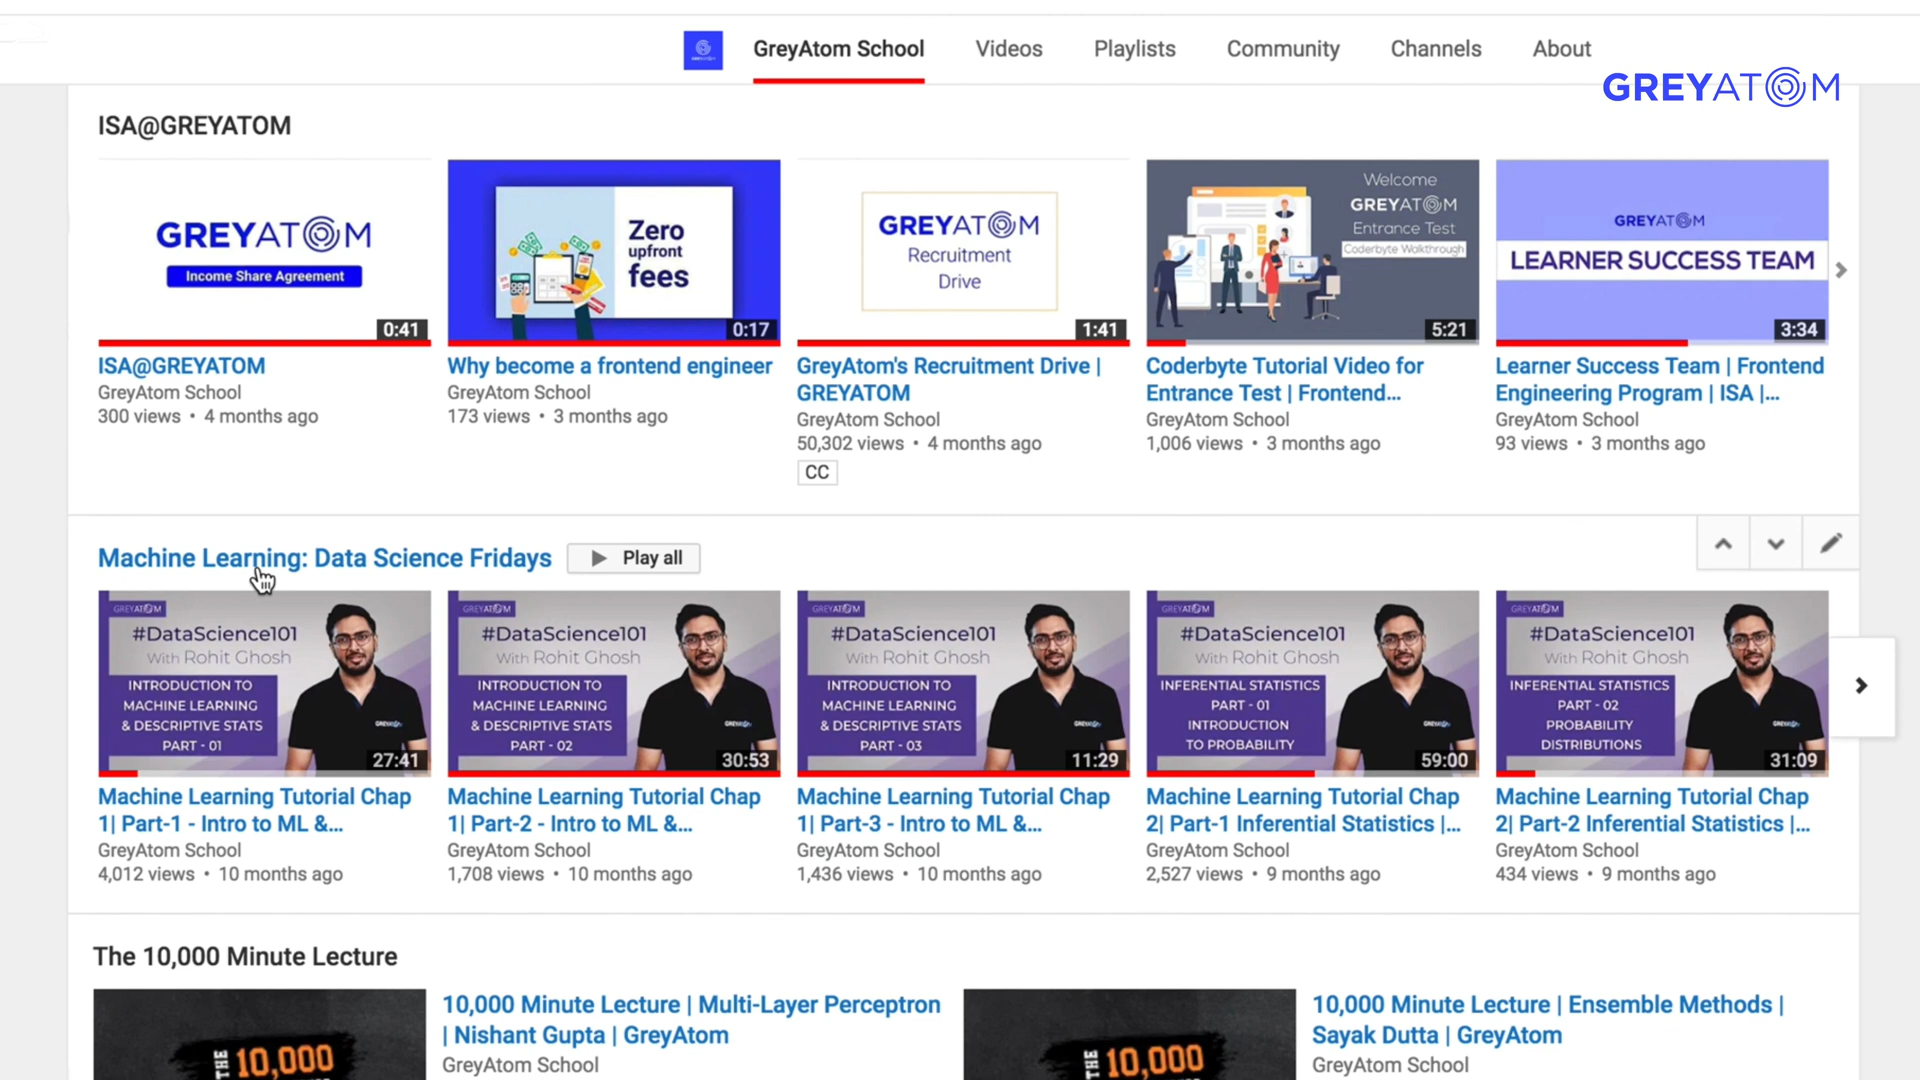 GreyAtom School Videos Playlists Community Channels About
GREYATOM
ISA@GREYATOM
GREYATOM
Income Share Agreement
0:41
Zero
upfront
fees
0:17
GREYATOM
Recruitment
Drive
1:41
Welcome
GREYATOM
Entrance Test
Coderbyte Walkthrough
5:21
GREYATOM
LEARNER SUCCESS TEAM
3:34
ISA@GREYATOM
GreyAtom School
300 views • 4 months ago
Why become a frontend engineer
GreyAtom School
173 views • 3 months ago
GreyAtom's Recruitment Drive |
GREYATOM
GreyAtom School
50,302 views • 4 months ago
CC
Coderbyte Tutorial Video for
Entrance Test | Frontend...
GreyAtom School
1,006 views • 3 months ago
Learner Success Team | Frontend
Engineering Program | ISA |...
GreyAtom School
93 views • 3 months ago
Machine Learning: Data Science Fridays
Play all
GREYATOM
#DataScience101
With Rohit Ghosh
INTRODUCTION TO
MACHINE LEARNING
& DESCRIPTIVE STATS
PART - 01
GREYATOM
27:41
GREYATOM
#DataScience101
With Rohit Ghosh
INTRODUCTION TO
MACHINE LEARNING
& DESCRIPTIVE STATS
PART - 02
GREYATOM
30:53
GREYATOM
#DataScience101
With Rohit Ghosh
INTRODUCTION TO
MACHINE LEARNING
& DESCRIPTIVE STATS
PART - 03
GREYATOM
11:29
GREYATOM
#DataScience101
With Rohit Ghosh
INFERENTIAL STATISTICS
PART - 01
INTRODUCTION
TO PROBABILITY
GREYATOM
59:00
GREYATOM
#DataScience101
With Rohit Ghosh
INFERENTIAL STATISTICS
PART - 02
PROBABILITY
DISTRIBUTIONS
GREYATOM
31:09
Machine Learning Tutorial Chap
1| Part-1 - Intro to ML &...
GreyAtom School
4,012 views • 10 months ago
Machine Learning Tutorial Chap
1| Part-2 - Intro to ML &...
GreyAtom School
1,708 views • 10 months ago
Machine Learning Tutorial Chap
1| Part-3 - Intro to ML &...
GreyAtom School
1,436 views • 10 months ago
Machine Learning Tutorial Chap
2| Part-1 Inferential Statistics |...
GreyAtom School
2,527 views • 9 months ago
Machine Learning Tutorial Chap
2| Part-2 Inferential Statistics |...
GreyAtom School
434 views • 9 months ago
The 10,000 Minute Lecture
THE 10,000
10,000 Minute Lecture | Multi-Layer Perceptron
| Nishant Gupta | GreyAtom
GreyAtom School
THE 10,000
10,000 Minute Lecture | Ensemble Methods |
Sayak Dutta | GreyAtom
GreyAtom School